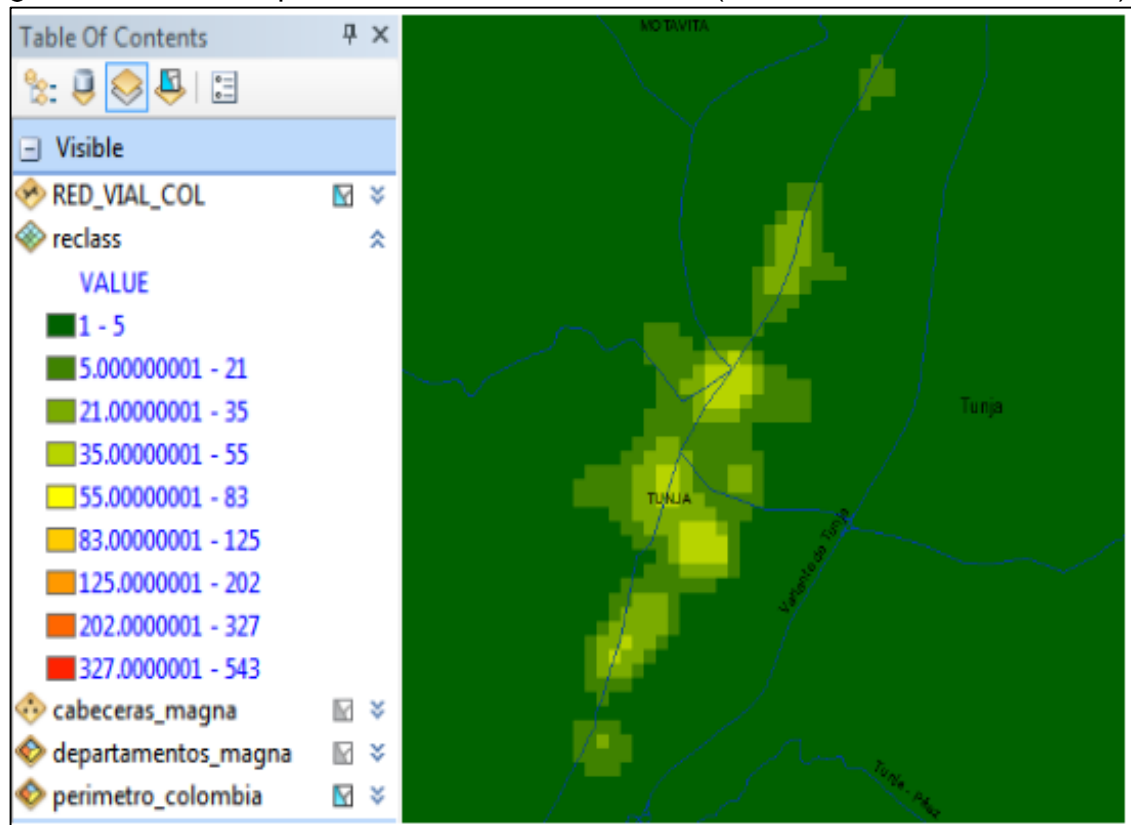 Table Of Contents
Visible
RED_VIAL_COL
reclass
VALUE
1 - 5
5.000000001 - 21
21.00000001 - 35
35.00000001 - 55
55.00000001 - 83
83.00000001 - 125
125.0000001 - 202
202.0000001 - 327
327.0000001 - 543
cabeceras_magna
departamentos_magna
perimetro_colombia
MOTAVITA
Tunja
TUNJA
Variante de Tunja
Tunja - Páez